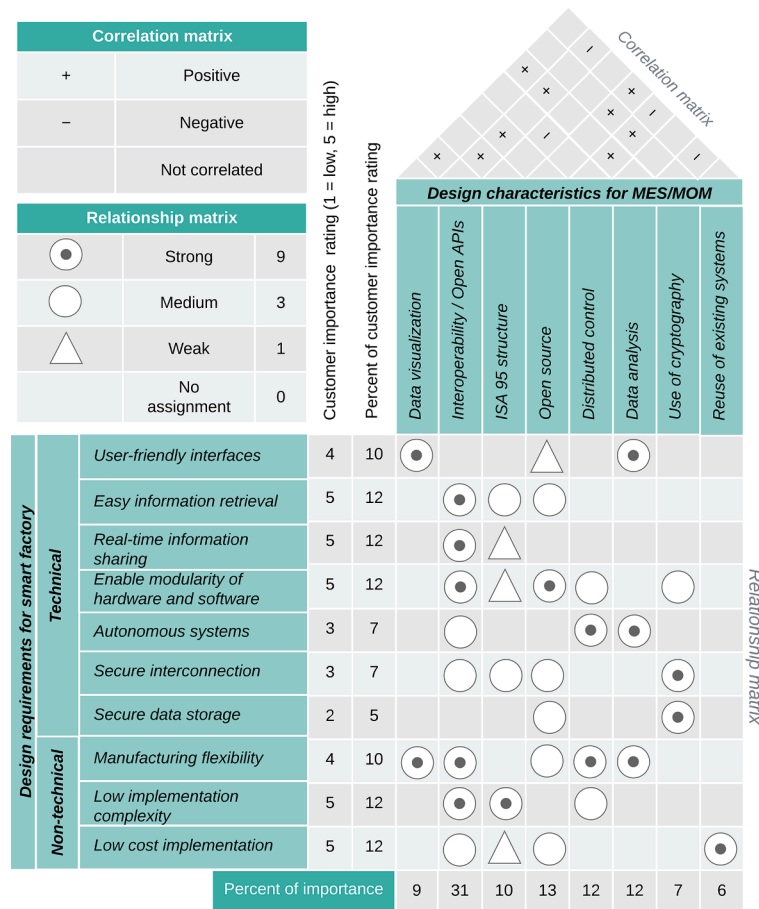 Correlation matrix
+ Positive
− Negative
Not correlated
Relationship matrix
Strong 9
Medium 3
Weak 1
No
assignment 0
Customer importance rating (1 = low, 5 = high)
Percent of customer importance rating
Correlation matrix
Design characteristics for MES/MOM
Data visualization
Interoperability / Open APIs
ISA 95 structure
Open source
Distributed control
Data analysis
Use of cryptography
Reuse of existing systems
Design requirements for smart factory
Technical
User-friendly interfaces 4 10
Easy information retrieval 5 12
Real-time information
sharing 5 12
Enable modularity of
hardware and software 5 12
Autonomous systems 3 7
Secure interconnection 3 7
Secure data storage 2 5
Non-technical
Manufacturing flexibility 4 10
Low implementation
complexity 5 12
Low cost implementation 5 12
Relationship matrix
Percent of importance 9 31 10 13 12 12 7 6